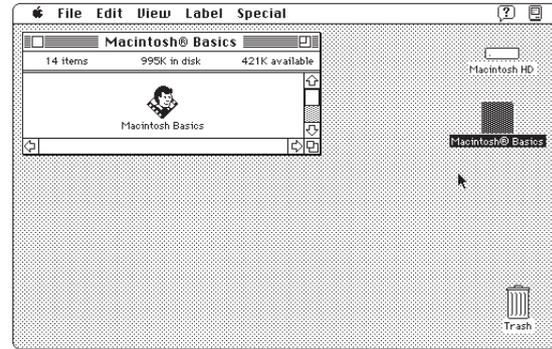 File Edit View Label Special
Macintosh® Basics
14 items 995K in disk 421K available
Macintosh Basics
Macintosh HD
Macintosh® Basics
Trash